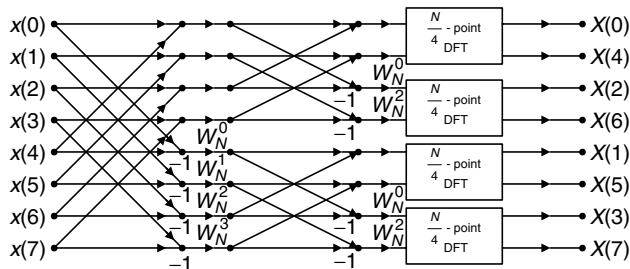 x(0) N/4 - point DFT X(0)
x(1) X(4)
W_N^0
x(2) N/4 - point DFT X(2)
−1 W_N^2
x(3) X(6)
W_N^0 −1
x(4) N/4 - point DFT X(1)
−1 W_N^1
x(5) X(5)
−1 W_N^2 W_N^0
x(6) N/4 - point DFT X(3)
−1 W_N^3 −1 W_N^2
x(7) X(7)
−1 −1